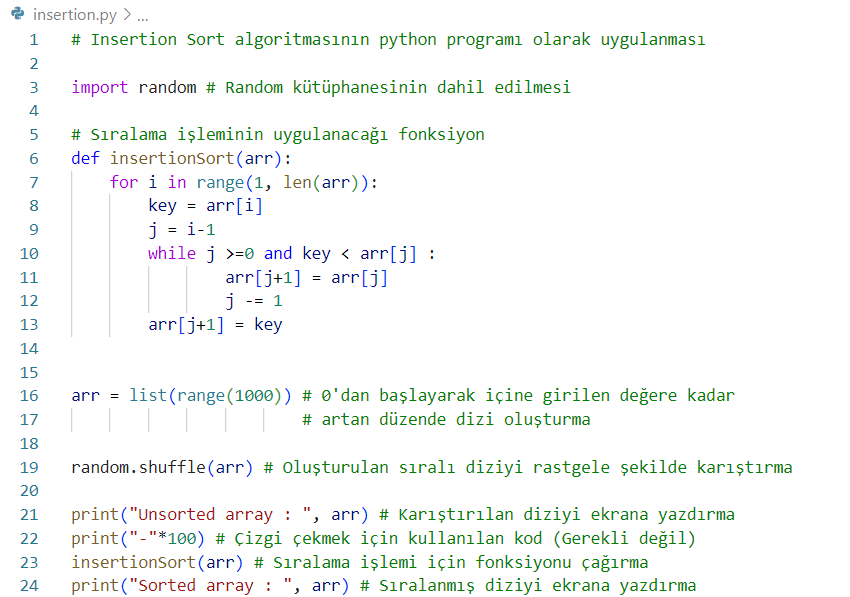 insertion.py > ...
1 # Insertion Sort algoritmasının python programı olarak uygulanması
2
3 import random # Random kütüphanesinin dahil edilmesi
4
5 # Sıralama işleminin uygulanacağı fonksiyon
6 def insertionSort(arr):
7     for i in range(1, len(arr)):
8         key = arr[i]
9         j = i-1
10         while j >=0 and key < arr[j] :
11                 arr[j+1] = arr[j]
12                 j -= 1
13         arr[j+1] = key
14
15
16 arr = list(range(1000)) # 0'dan başlayarak içine girilen değere kadar
17                         # artan düzende dizi oluşturma
18
19 random.shuffle(arr) # Oluşturulan sıralı diziyi rastgele şekilde karıştırma
20
21 print("Unsorted array : ", arr) # Karıştırılan diziyi ekrana yazdırma
22 print("-"*100) # Çizgi çekmek için kullanılan kod (Gerekli değil)
23 insertionSort(arr) # Sıralama işlemi için fonksiyonu çağırma
24 print("Sorted array : ", arr) # Sıralanmış diziyi ekrana yazdırma